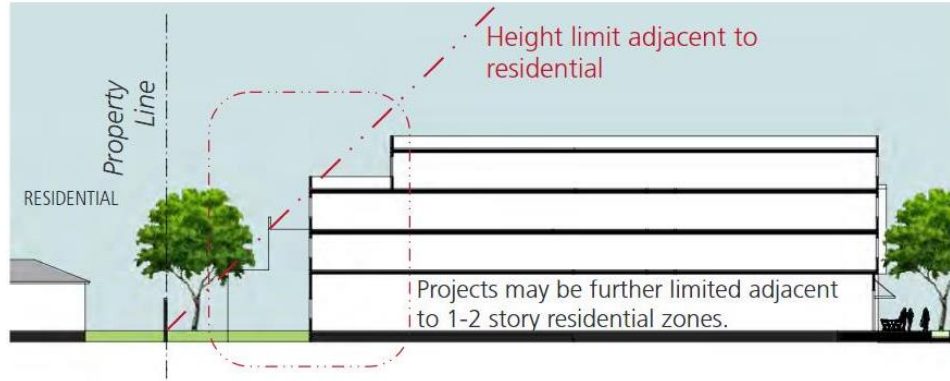 Height limit adjacent to
residential
Property
Line
RESIDENTIAL
Projects may be further limited adjacent
to 1-2 story residential zones.